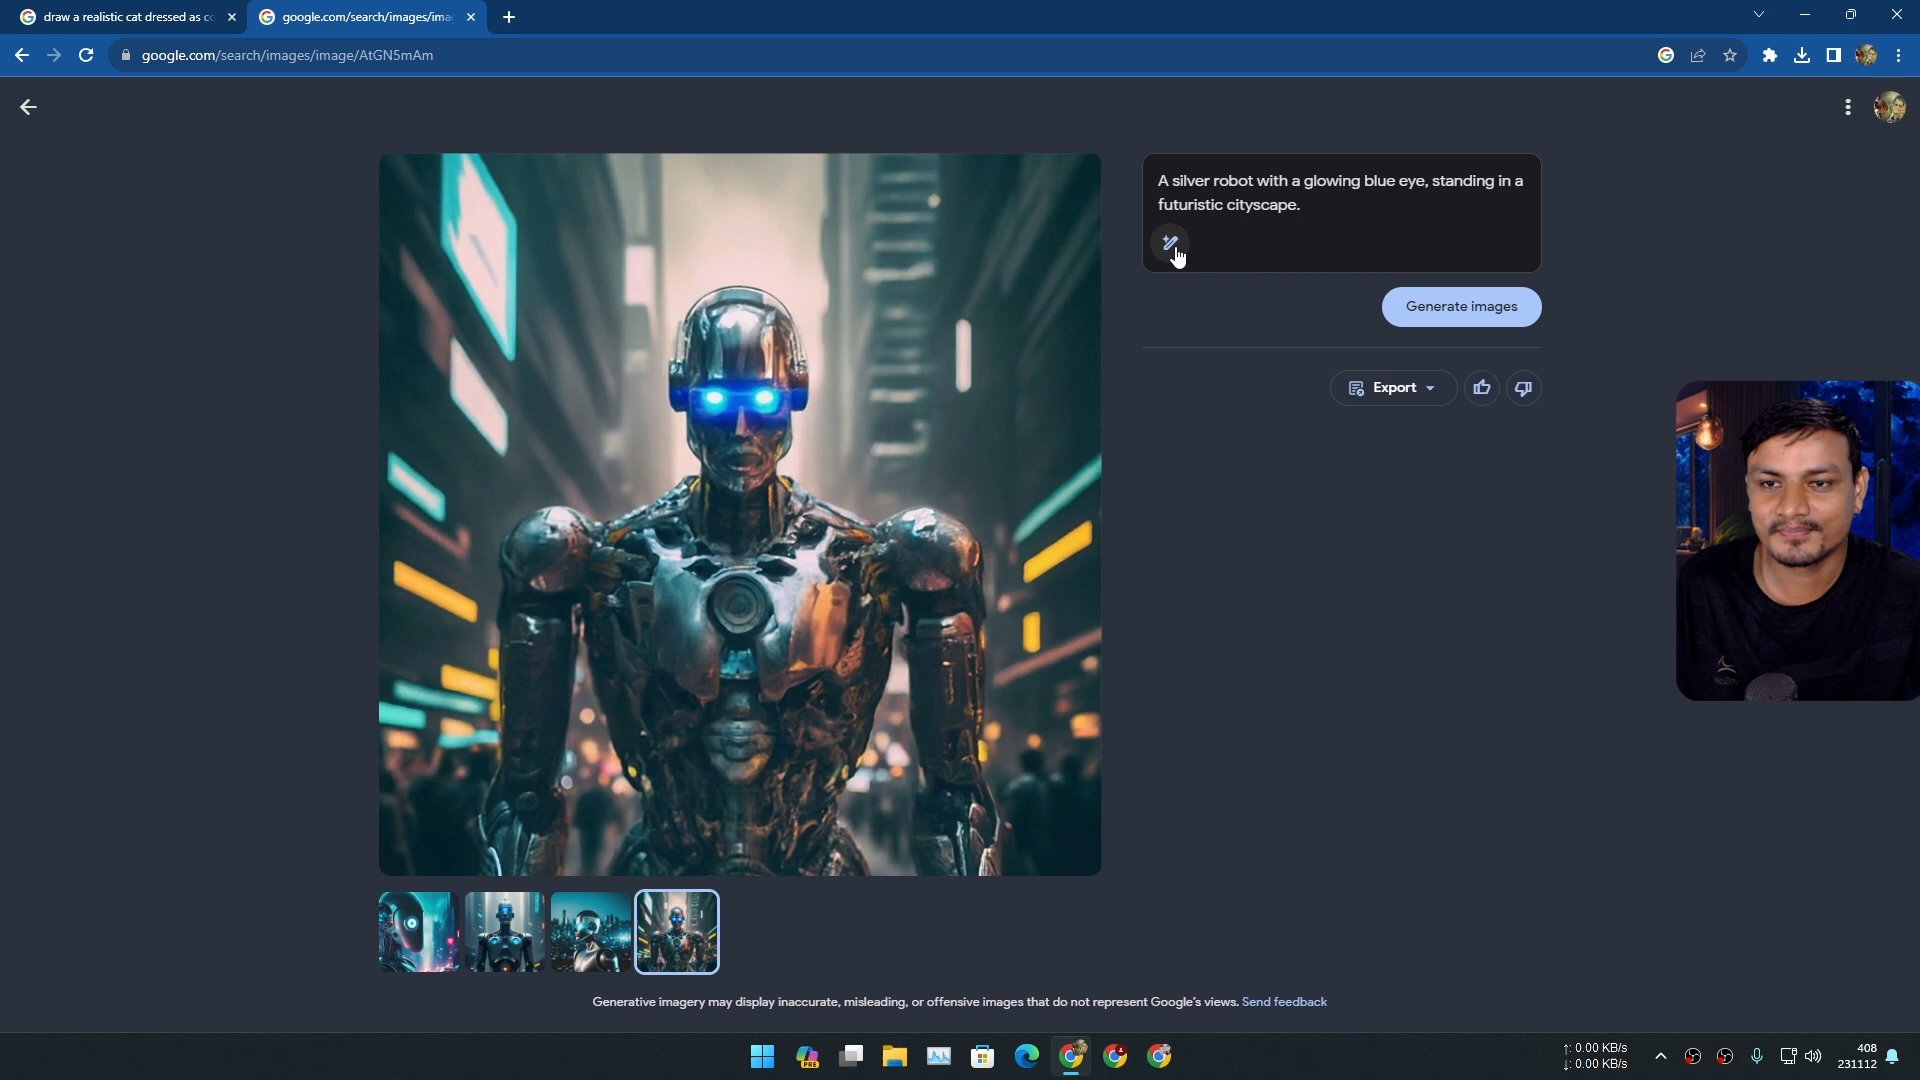 draw a realistic cat dressed as co
google.com/search/images/ima
google.com/search/images/image/AtGN5mAm
A silver robot with a glowing blue eye, standing in a
futuristic cityscape.
Generate images
Export
Generative imagery may display inaccurate, misleading, or offensive images that do not represent Google's views. Send feedback
PRE
↑: 0.00 KB/s
↓: 0.00 KB/s
408
231112